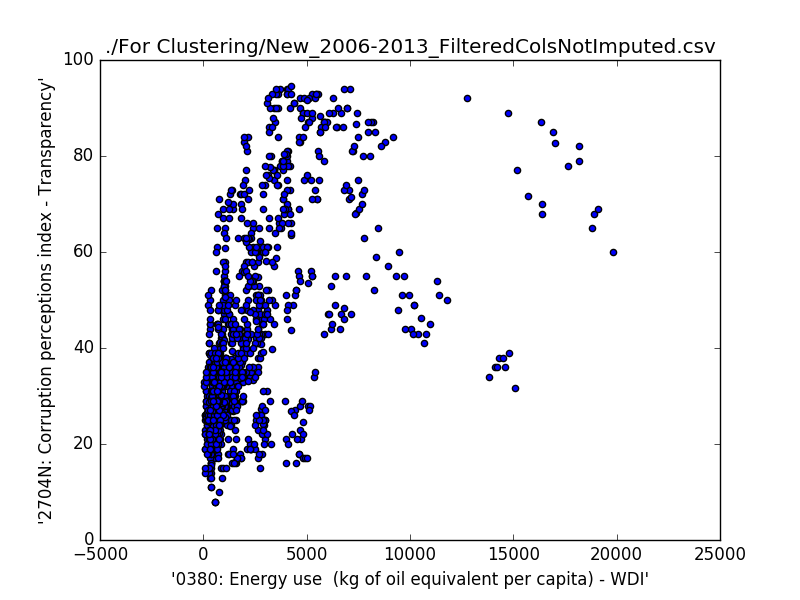 ./For Clustering/New_2006-2013_FilteredColsNotImputed.csv
100
80
60
40
20
0
−5000 0 5000 10000 15000 20000 25000
'2704N: Corruption perceptions index - Transparency'
'0380: Energy use  (kg of oil equivalent per capita) - WDI'